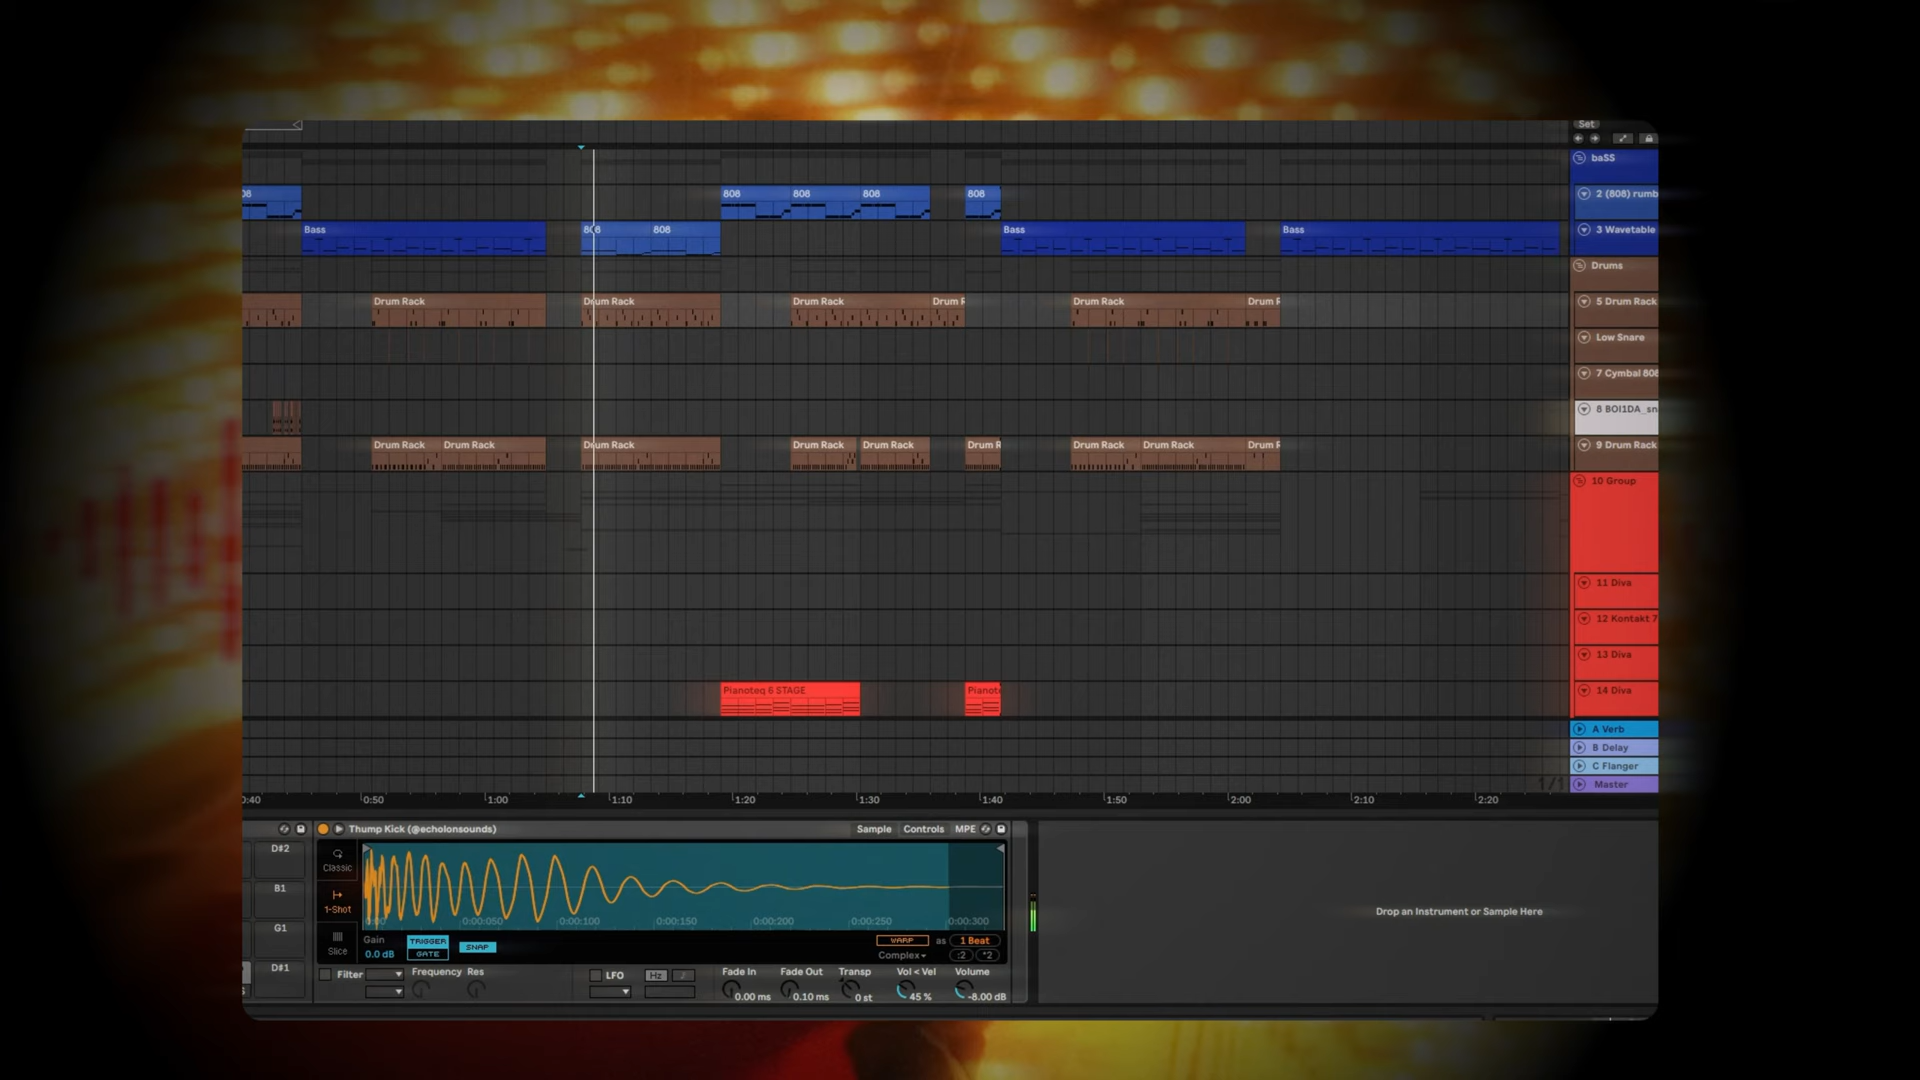 Set
baSS
08 808 808 808 808 2 (808) rumb
Bass 808 808 Bass Bass 3 Wavetable
Drums
Drum Rack Drum Rack Drum Rack Drum R Drum Rack Drum R 5 Drum Rack
Low Snare
7 Cymbal 808
8 BOI1DA_sn
Drum Rack Drum Rack Drum Rack Drum Rack Drum Rack Drum R Drum Rack Drum Rack Drum R 9 Drum Rack
10 Group
11 Diva
12 Kontakt 7
13 Diva
Pianoteq 6 STAGE Pianote 14 Diva
A Verb
B Delay
C Flanger
1/1 Master
0:40 0:50 1:00 1:10 1:20 1:30 1:40 1:50 2:00 2:10 2:20
Thump Kick (@echolonsounds) Sample Controls MPE
D#2
Classic
B1
1-Shot
0:00 0:00:050 0:00:100 0:00:150 0:00:200 0:00:250 0:00:300
G1
Slice
Gain TRIGGER SNAP WARP as 1 Beat
0.0 dB GATE Complex :2 *2
D#1
Filter Frequency Res LFO Hz Fade In Fade Out Transp Vol < Vel Volume
0.00 ms 0.10 ms 0 st 45 % -8.00 dB
Drop an Instrument or Sample Here